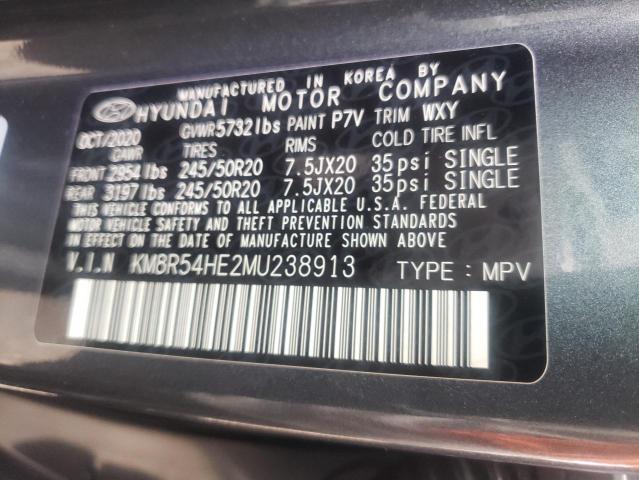 MANUFACTURED IN KOREA BY
HYUNDAI MOTOR COMPANY
OCT/2020 GVWR5732lbs PAINT P7V TRIM WXY
GAWR TIRES RIMS COLD TIRE INFL
FRONT 2954 lbs 245/50R20 7.5JX20 35psi SINGLE
REAR 3197 lbs 245/50R20 7.5JX20 35psi SINGLE
THIS VEHICLE CONFORMS TO ALL APPLICABLE U.S.A. FEDERAL
MOTOR VEHICLE SAFETY AND THEFT PREVENTION STANDARDS
IN EFFECT ON THE DATE OF MANUFACTURE SHOWN ABOVE
V.I.N KM8R54HE2MU238913 TYPE : MPV